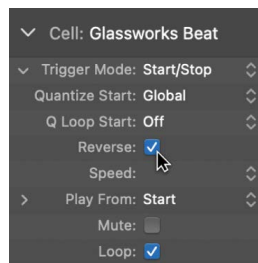 Cell: Glassworks Beat
Trigger Mode: Start/Stop
Quantize Start: Global
Q Loop Start: Off
Reverse:
Speed:
Play From: Start
Mute:
Loop: